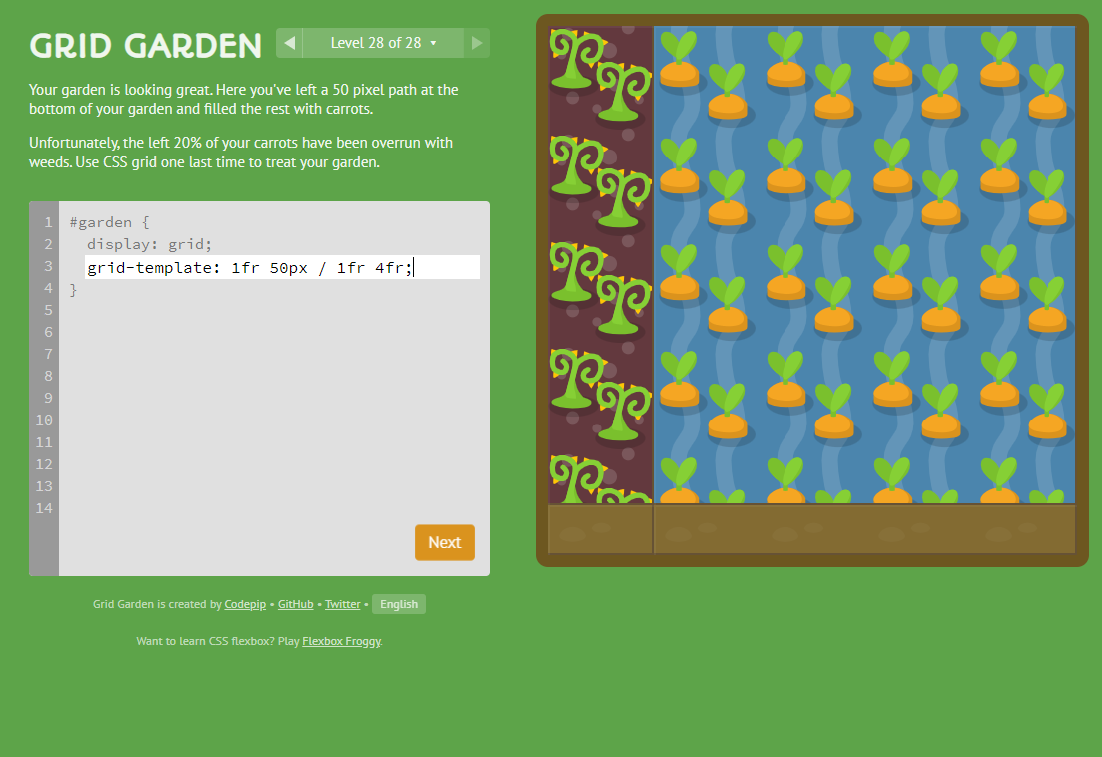 GRID GARDEN
Level 28 of 28
Your garden is looking great. Here you've left a 50 pixel path at the
bottom of your garden and filled the rest with carrots.
Unfortunately, the left 20% of your carrots have been overrun with
weeds. Use CSS grid one last time to treat your garden.
1 #garden {
2 display: grid;
3 grid-template: 1fr 50px / 1fr 4fr;
4 }
5
6
7
8
9
10
11
12
13
14
Next
Grid Garden is created by Codepip • GitHub • Twitter • English
Want to learn CSS flexbox? Play Flexbox Froggy.